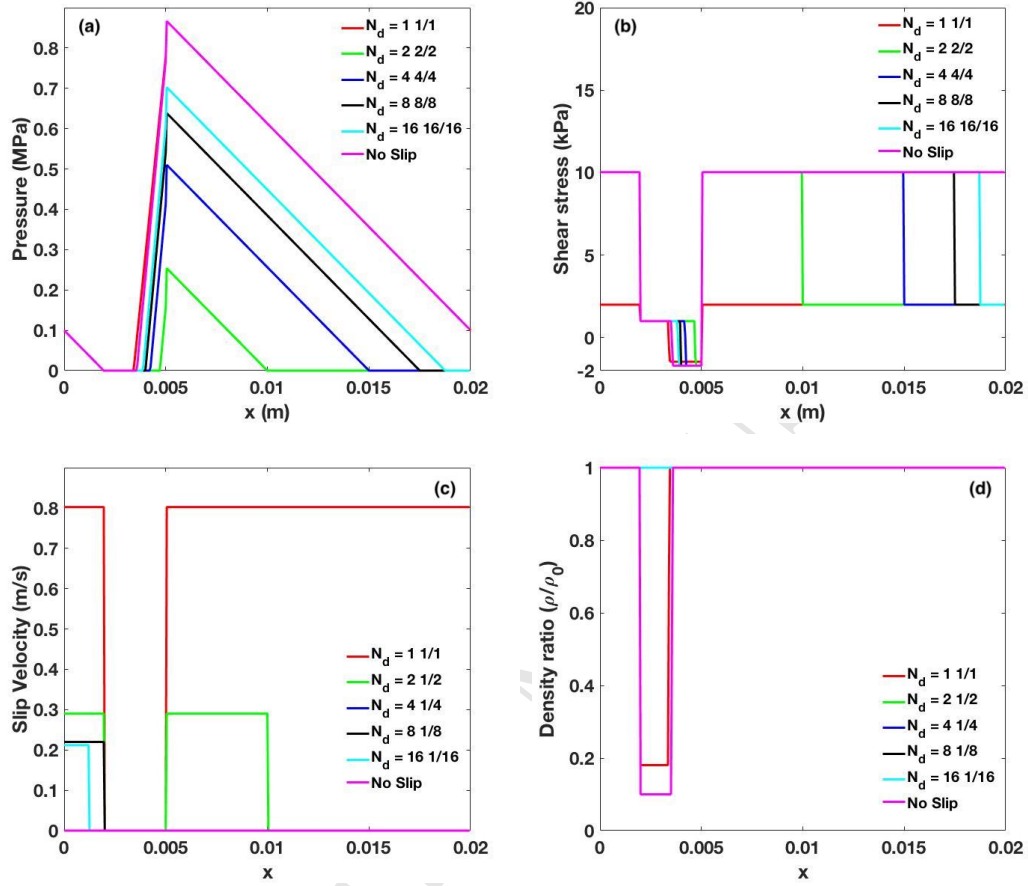 (a)
N_d = 1 1/1
N_d = 2 2/2
N_d = 4 4/4
N_d = 8 8/8
N_d = 16 16/16
No Slip
Pressure (MPa)
0.8
0.7
0.6
0.5
0.4
0.3
0.2
0.1
0
0 0.005 0.01 0.015 0.02
x (m)
(b)
N_d = 1 1/1
N_d = 2 2/2
N_d = 4 4/4
N_d = 8 8/8
N_d = 16 16/16
No Slip
Shear stress (kPa)
20
15
10
5
0
-2
0 0.005 0.01 0.015 0.02
x (m)
(c)
Slip Velocity (m/s)
0.8
0.7
0.6
0.5
0.4
0.3
0.2
0.1
0
N_d = 1 1/1
N_d = 2 1/2
N_d = 4 1/4
N_d = 8 1/8
N_d = 16 1/16
No Slip
0 0.005 0.01 0.015 0.02
x
(d)
Density ratio (ρ/ρ_0)
1
0.8
0.6
0.4
0.2
0
N_d = 1 1/1
N_d = 2 1/2
N_d = 4 1/4
N_d = 8 1/8
N_d = 16 1/16
No Slip
0 0.005 0.01 0.015 0.02
x